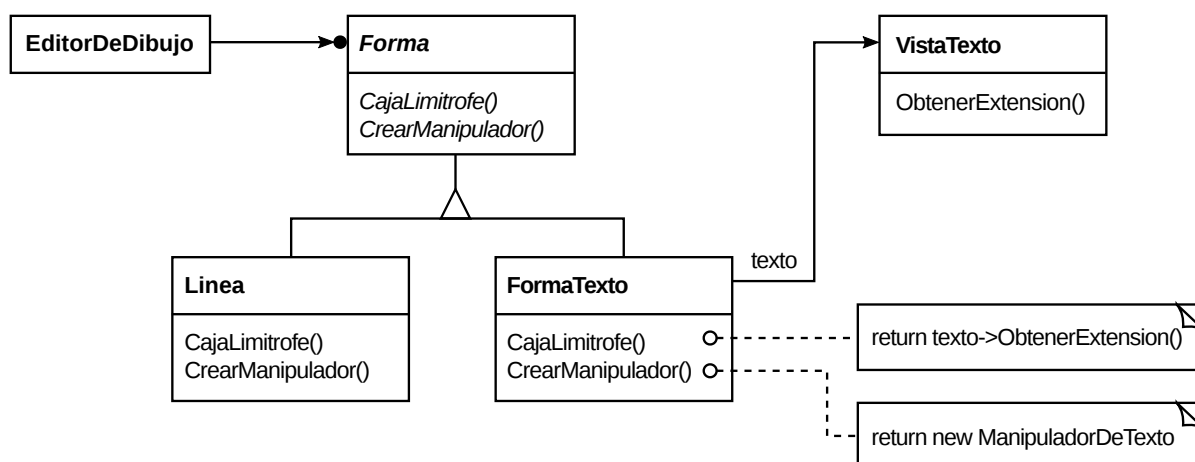 EditorDeDibujo
Forma
CajaLimitrofe()
CrearManipulador()
VistaTexto
ObtenerExtension()
Linea
CajaLimitrofe()
CrearManipulador()
FormaTexto
CajaLimitrofe()
CrearManipulador()
texto
return texto->ObtenerExtension()
return new ManipuladorDeTexto